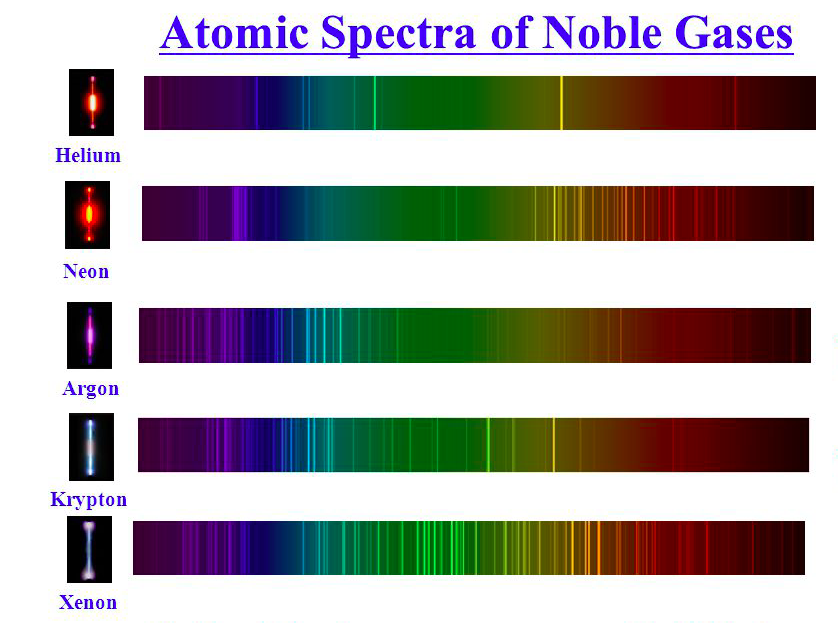 Atomic Spectra of Noble Gases
Helium
Neon
Argon
Krypton
Xenon